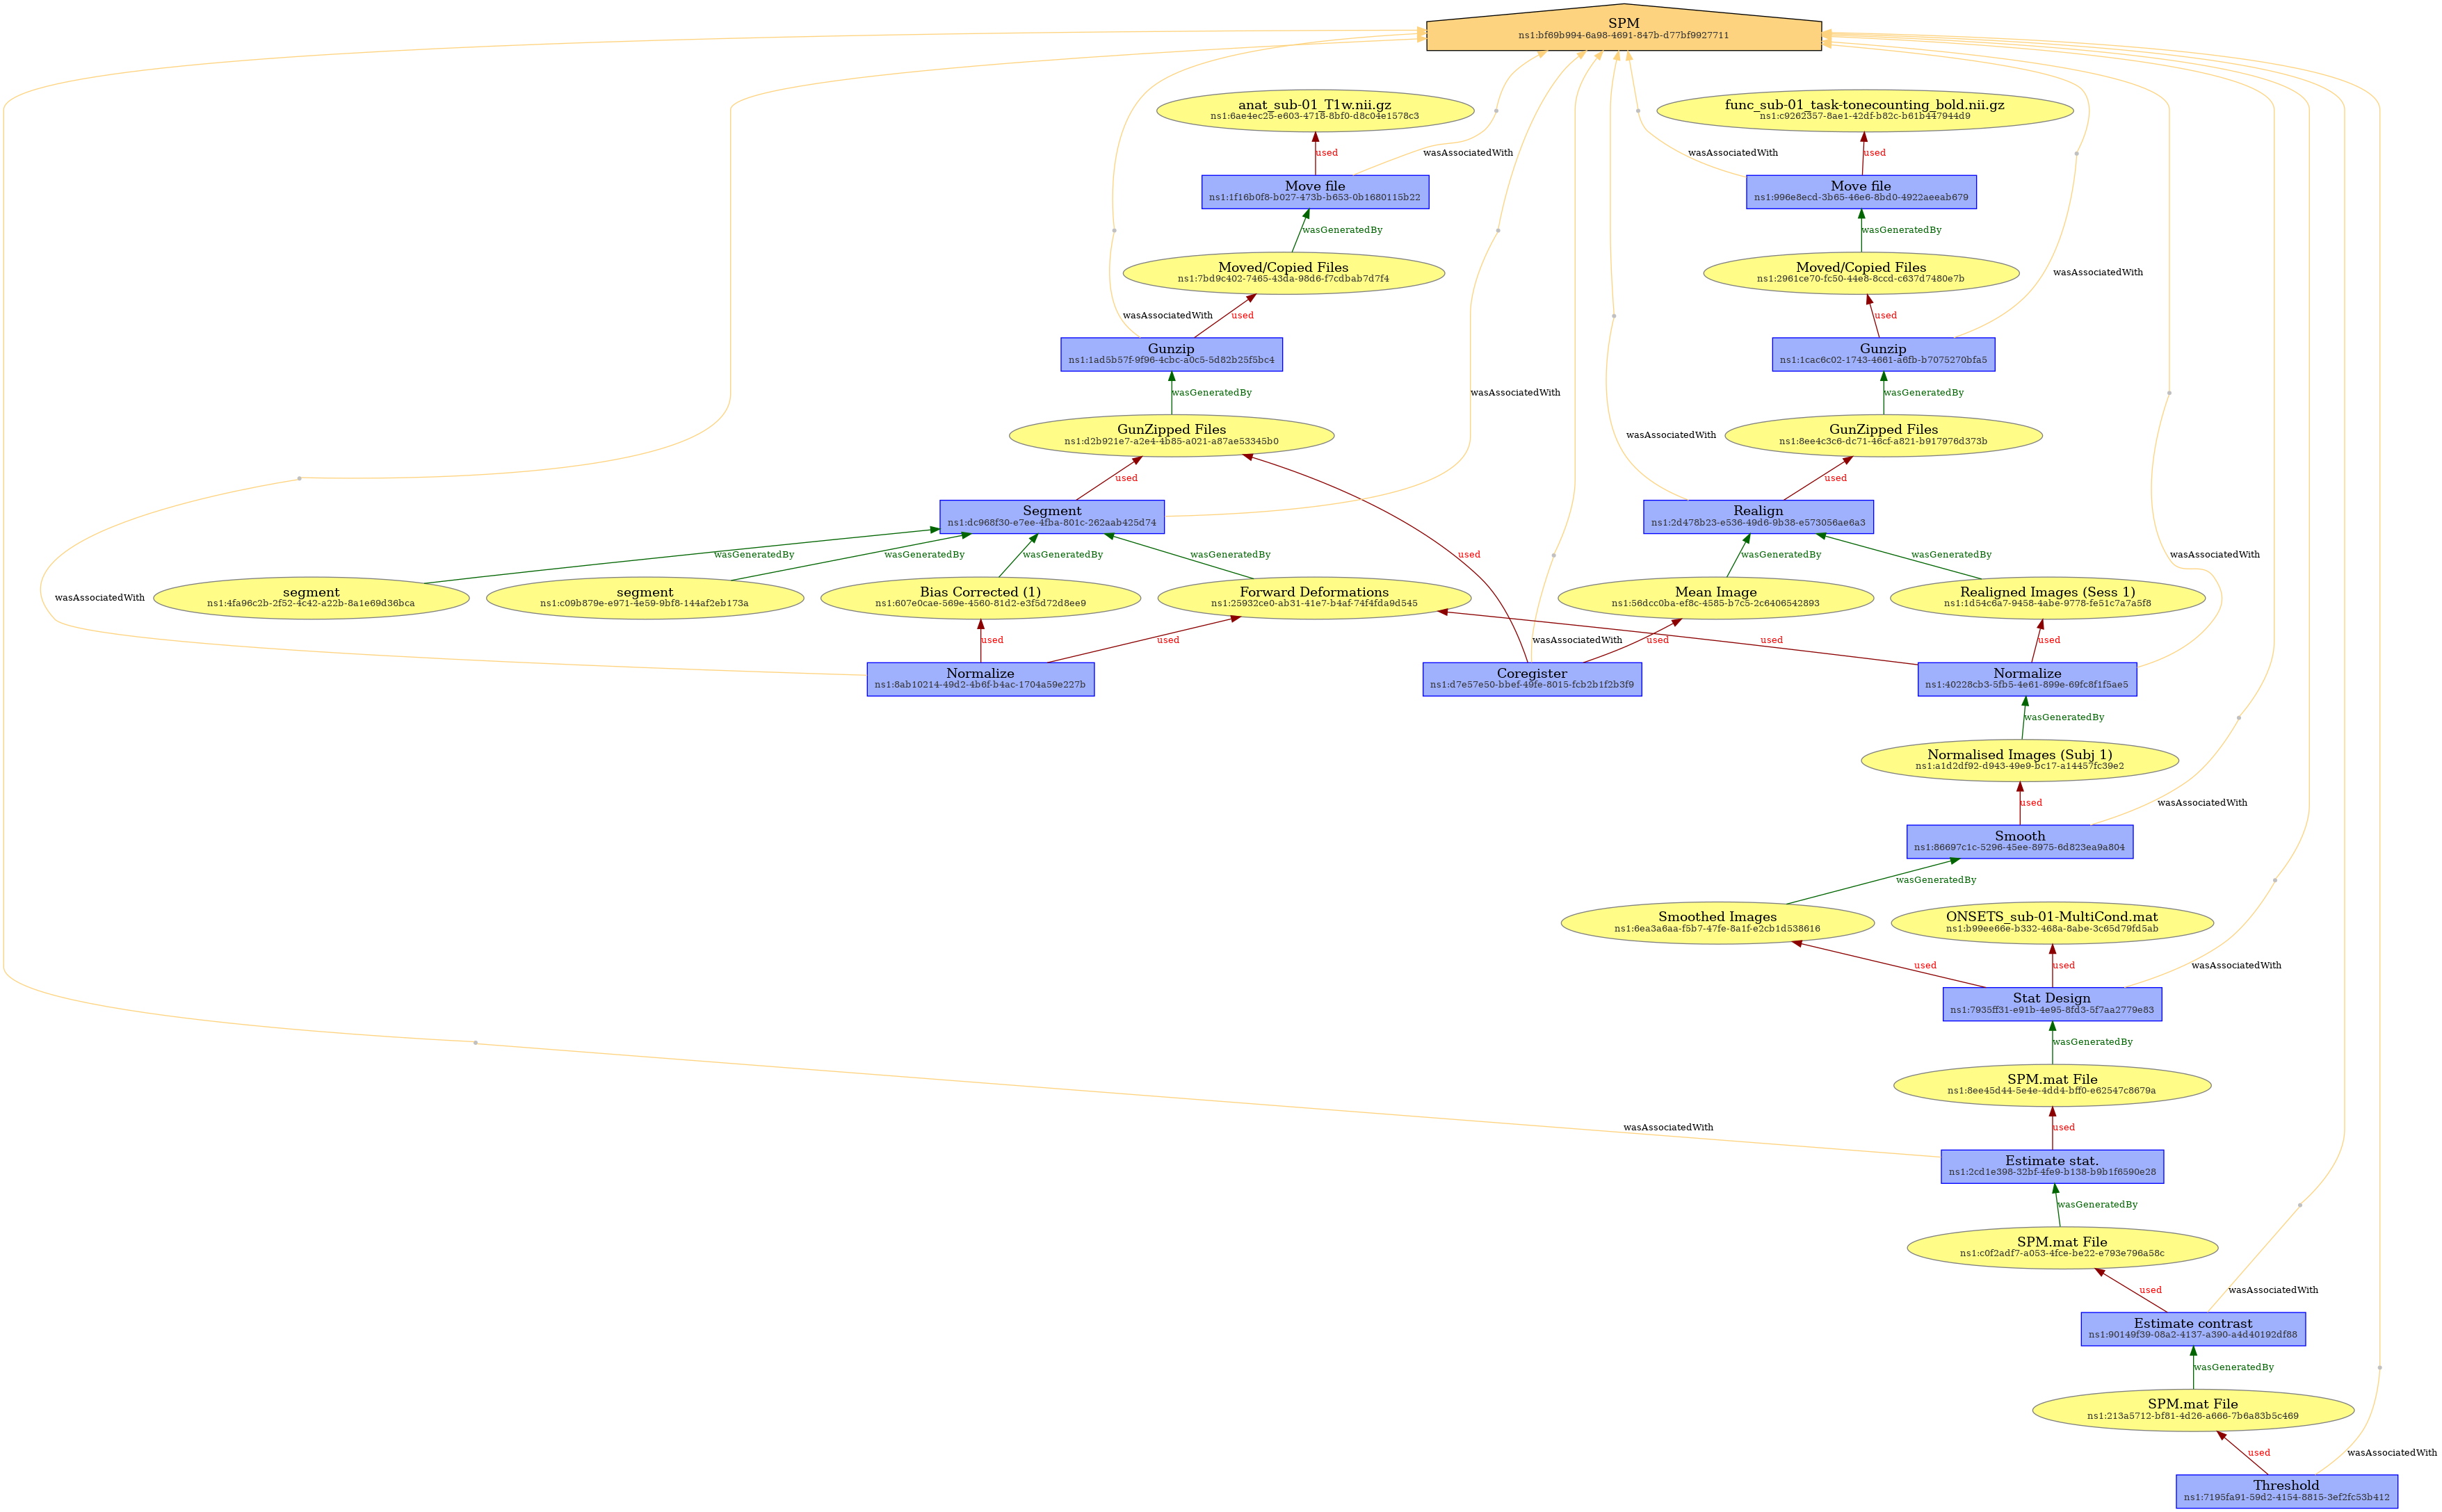 SPM
ns1:bf69b994-6a98-4691-847b-d77bf9927711
anat_sub-01_T1w.nii.gz
ns1:6ae4ec25-e603-4718-8bf0-d8c04e1578c3
func_sub-01_task-tonecounting_bold.nii.gz
ns1:c9262357-8ae1-42df-b82c-b61b447944d9
used
wasAssociatedWith
wasAssociatedWith
used
Move file
ns1:1f16b0f8-b027-473b-b653-0b1680115b22
Move file
ns1:996e8ecd-3b65-46e6-8bd0-4922aeeab679
wasGeneratedBy
wasGeneratedBy
Moved/Copied Files
ns1:7bd9c402-7465-43da-98d6-f7cdbab7d7f4
Moved/Copied Files
ns1:2961ce70-fc50-44e8-8ccd-c637d7480e7b
wasAssociatedWith
wasAssociatedWith
used
used
Gunzip
ns1:1ad5b57f-9f96-4cbc-a0c5-5d82b25f5bc4
Gunzip
ns1:1cac6c02-1743-4661-a6fb-b7075270bfa5
wasGeneratedBy
wasAssociatedWith
wasGeneratedBy
GunZipped Files
ns1:d2b921e7-a2e4-4b85-a021-a87ae53345b0
GunZipped Files
ns1:8ee4c3c6-dc71-46cf-a821-b917976d373b
wasAssociatedWith
used
used
Segment
ns1:dc968f30-e7ee-4fba-801c-262aab425d74
Realign
ns1:2d478b23-e536-49d6-9b38-e573056ae6a3
wasGeneratedBy
wasGeneratedBy
wasGeneratedBy
wasGeneratedBy
used
wasGeneratedBy
wasGeneratedBy
wasAssociatedWith
segment
ns1:4fa96c2b-2f52-4c42-a22b-8a1e69d36bca
segment
ns1:c09b879e-e971-4e59-9bf8-144af2eb173a
Bias Corrected (1)
ns1:607e0cae-569e-4560-81d2-e3f5d72d8ee9
Forward Deformations
ns1:25932ce0-ab31-41e7-b4af-74f4fda9d545
Mean Image
ns1:56dcc0ba-ef8c-4585-b7c5-2c6406542893
Realigned Images (Sess 1)
ns1:1d54c6a7-9458-4abe-9778-fe51c7a7a5f8
wasAssociatedWith
used
used
wasAssociatedWith
used
used
used
Normalize
ns1:8ab10214-49d2-4b6f-b4ac-1704a59e227b
Coregister
ns1:d7e57e50-bbef-49fe-8015-fcb2b1f2b3f9
Normalize
ns1:40228cb3-5fb5-4e61-899e-69fc8f1f5ae5
wasGeneratedBy
Normalised Images (Subj 1)
ns1:a1d2df92-d943-49e9-bc17-a14457fc39e2
used
wasAssociatedWith
Smooth
ns1:86697c1c-5296-45ee-8975-6d823ea9a804
wasGeneratedBy
Smoothed Images
ns1:6ea3a6aa-f5b7-47fe-8a1f-e2cb1d538616
ONSETS_sub-01-MultiCond.mat
ns1:b99ee66e-b332-468a-8abe-3c65d79fd5ab
used
used
wasAssociatedWith
Stat Design
ns1:7935ff31-e91b-4e95-8fd3-5f7aa2779e83
wasGeneratedBy
SPM.mat File
ns1:8ee45d44-5e4e-4dd4-bff0-e62547c8679a
wasAssociatedWith
used
Estimate stat.
ns1:2cd1e398-32bf-4fe9-b138-b9b1f6590e28
wasGeneratedBy
SPM.mat File
ns1:c0f2adf7-a053-4fce-be22-e793e796a58c
used
wasAssociatedWith
Estimate contrast
ns1:90149f39-08a2-4137-a390-a4d40192df88
wasGeneratedBy
SPM.mat File
ns1:213a5712-bf81-4d26-a666-7b6a83b5c469
used
wasAssociatedWith
Threshold
ns1:7195fa91-59d2-4154-8815-3ef2fc53b412